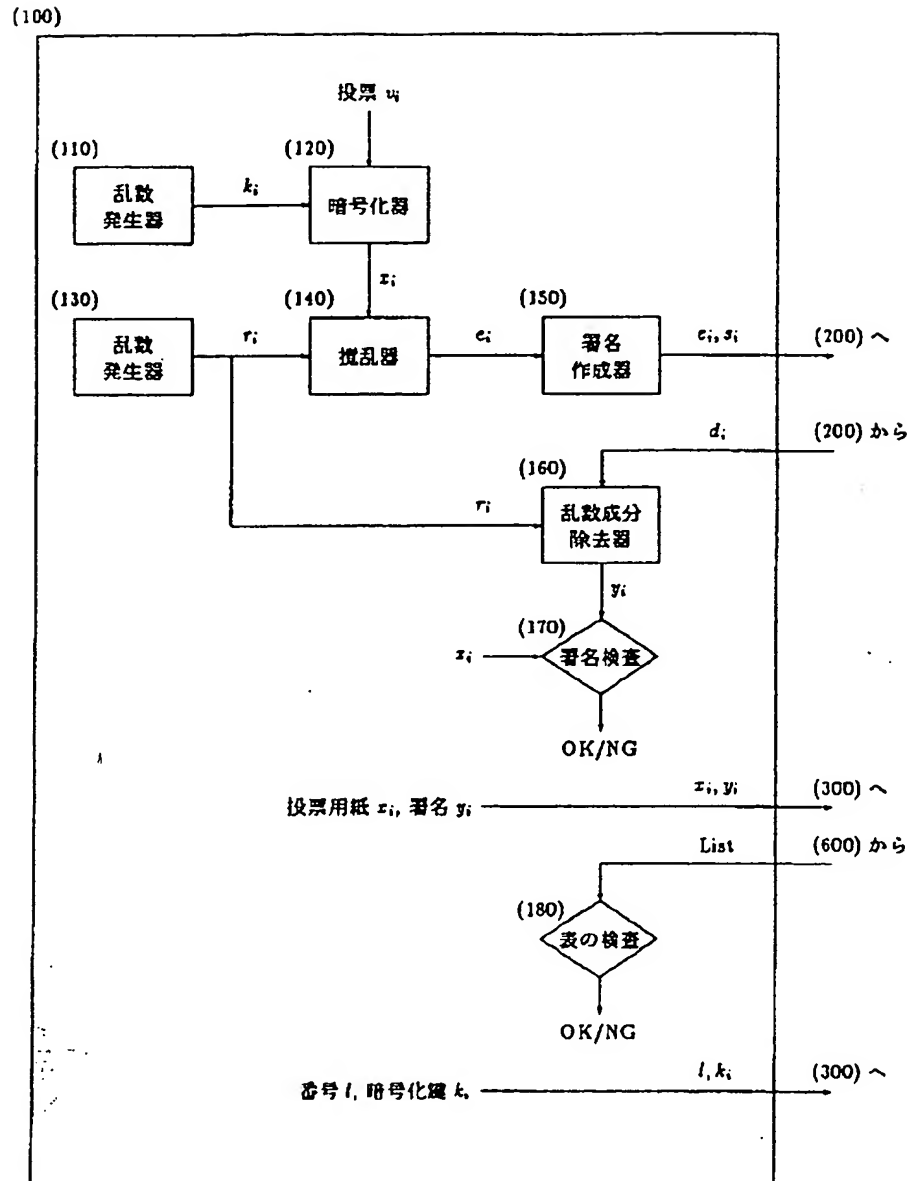 (100)
投票 vi
(110)
(120)
乱数
発生器
ki
暗号化器
xi
(130)
(140)
(150)
乱数
発生器
ri
攪乱器
ei
署名
作成器
ei, si
(200) へ
di
(200) から
(160)
ri
乱数成分
除去器
yi
(170)
xi
署名検査
OK/NG
投票用紙 xi, 署名 yi
xi, yi
(300) へ
List
(600) から
(180)
表の検査
OK/NG
番号 l, 暗号化鍵 ki
l, ki
(300) へ